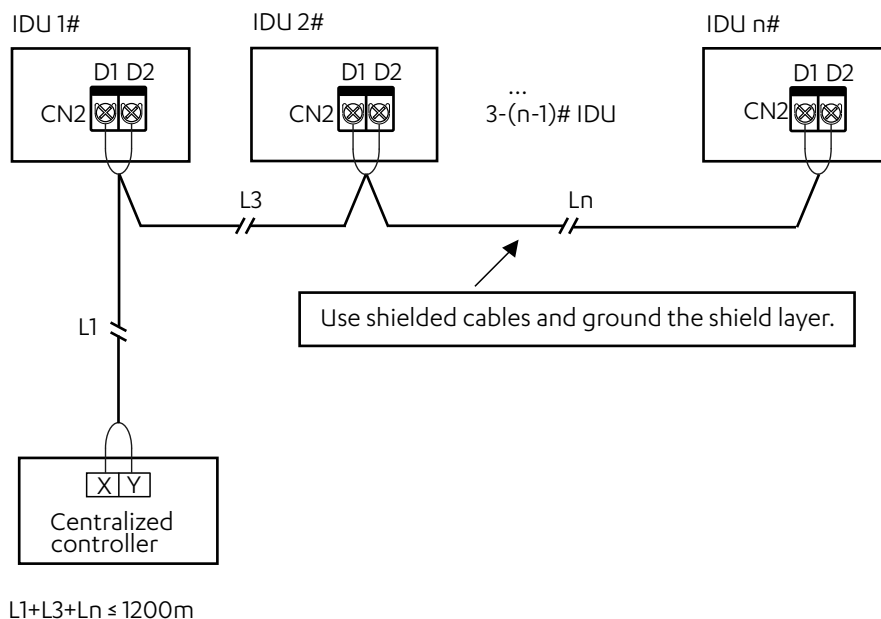 IDU 1#
IDU 2#
IDU n#
D1 D2
D1 D2
D1 D2
CN2
CN2
...
3-(n-1)# IDU
CN2
L3
Ln
Use shielded cables and ground the shield layer.
L1
X Y
Centralized
controller
L1+L3+Ln ≤ 1200m